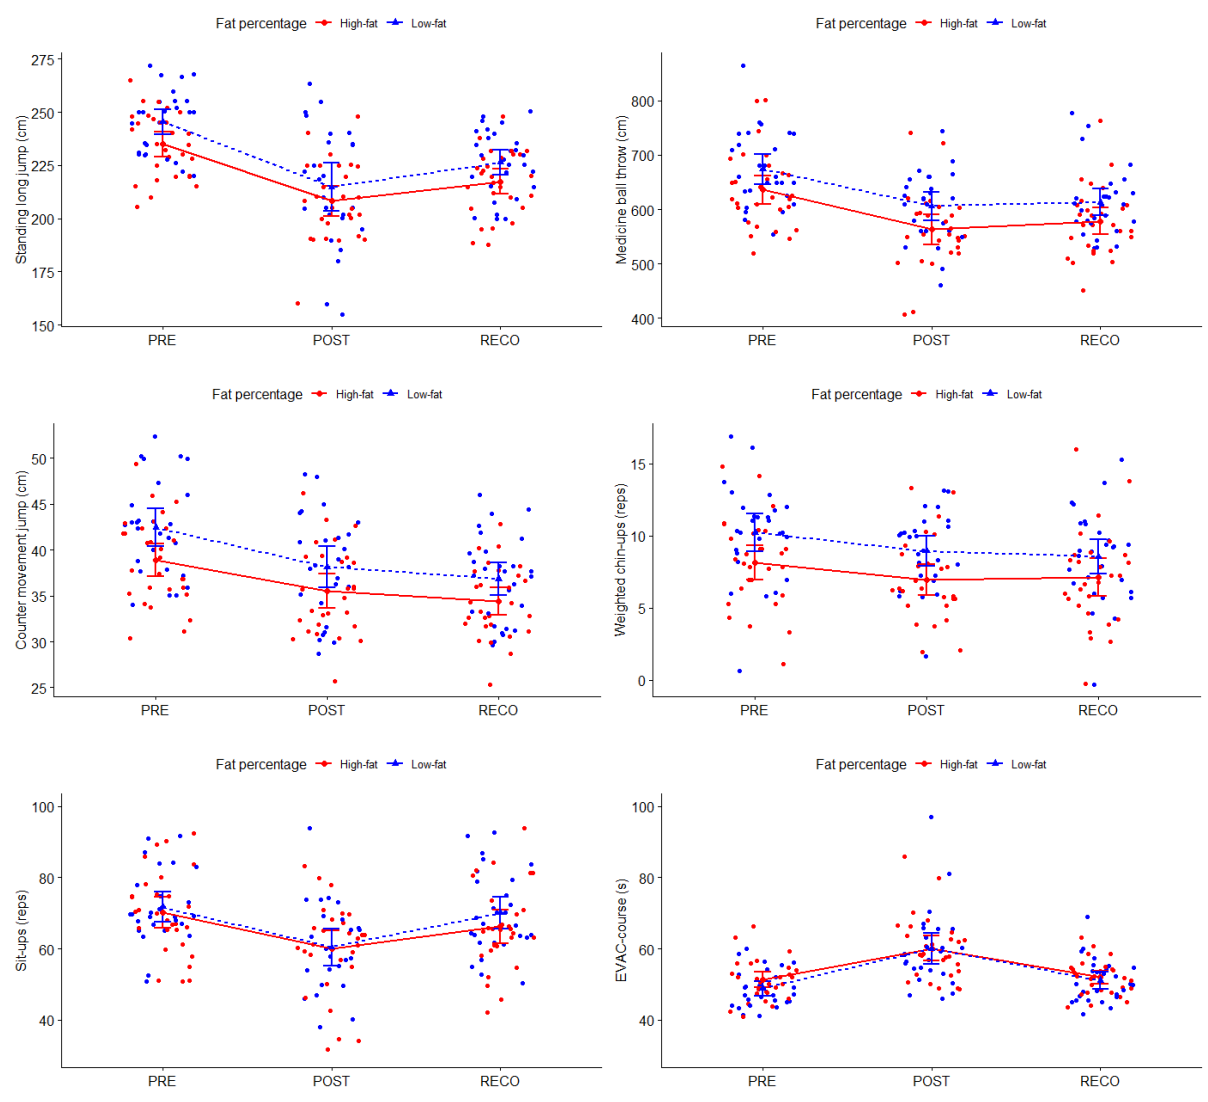 Fat percentage High-fat Low-fat
Standing long jump (cm)
275
250
225
200
175
150
PRE POST RECO
Fat percentage High-fat Low-fat
Medicine ball throw (cm)
800
700
600
500
400
PRE POST RECO
Fat percentage High-fat Low-fat
Counter movement jump (cm)
50
45
40
35
30
25
PRE POST RECO
Fat percentage High-fat Low-fat
Weighted chin-ups (reps)
15
10
5
0
PRE POST RECO
Fat percentage High-fat Low-fat
Sit-ups (reps)
100
80
60
40
PRE POST RECO
Fat percentage High-fat Low-fat
EVAC-course (s)
100
80
60
40
PRE POST RECO